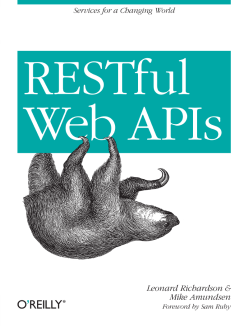 Services for a Changing World
RESTful
Web APIs
Leonard Richardson &
Mike Amundsen
Foreword by Sam Ruby
O'REILLY®